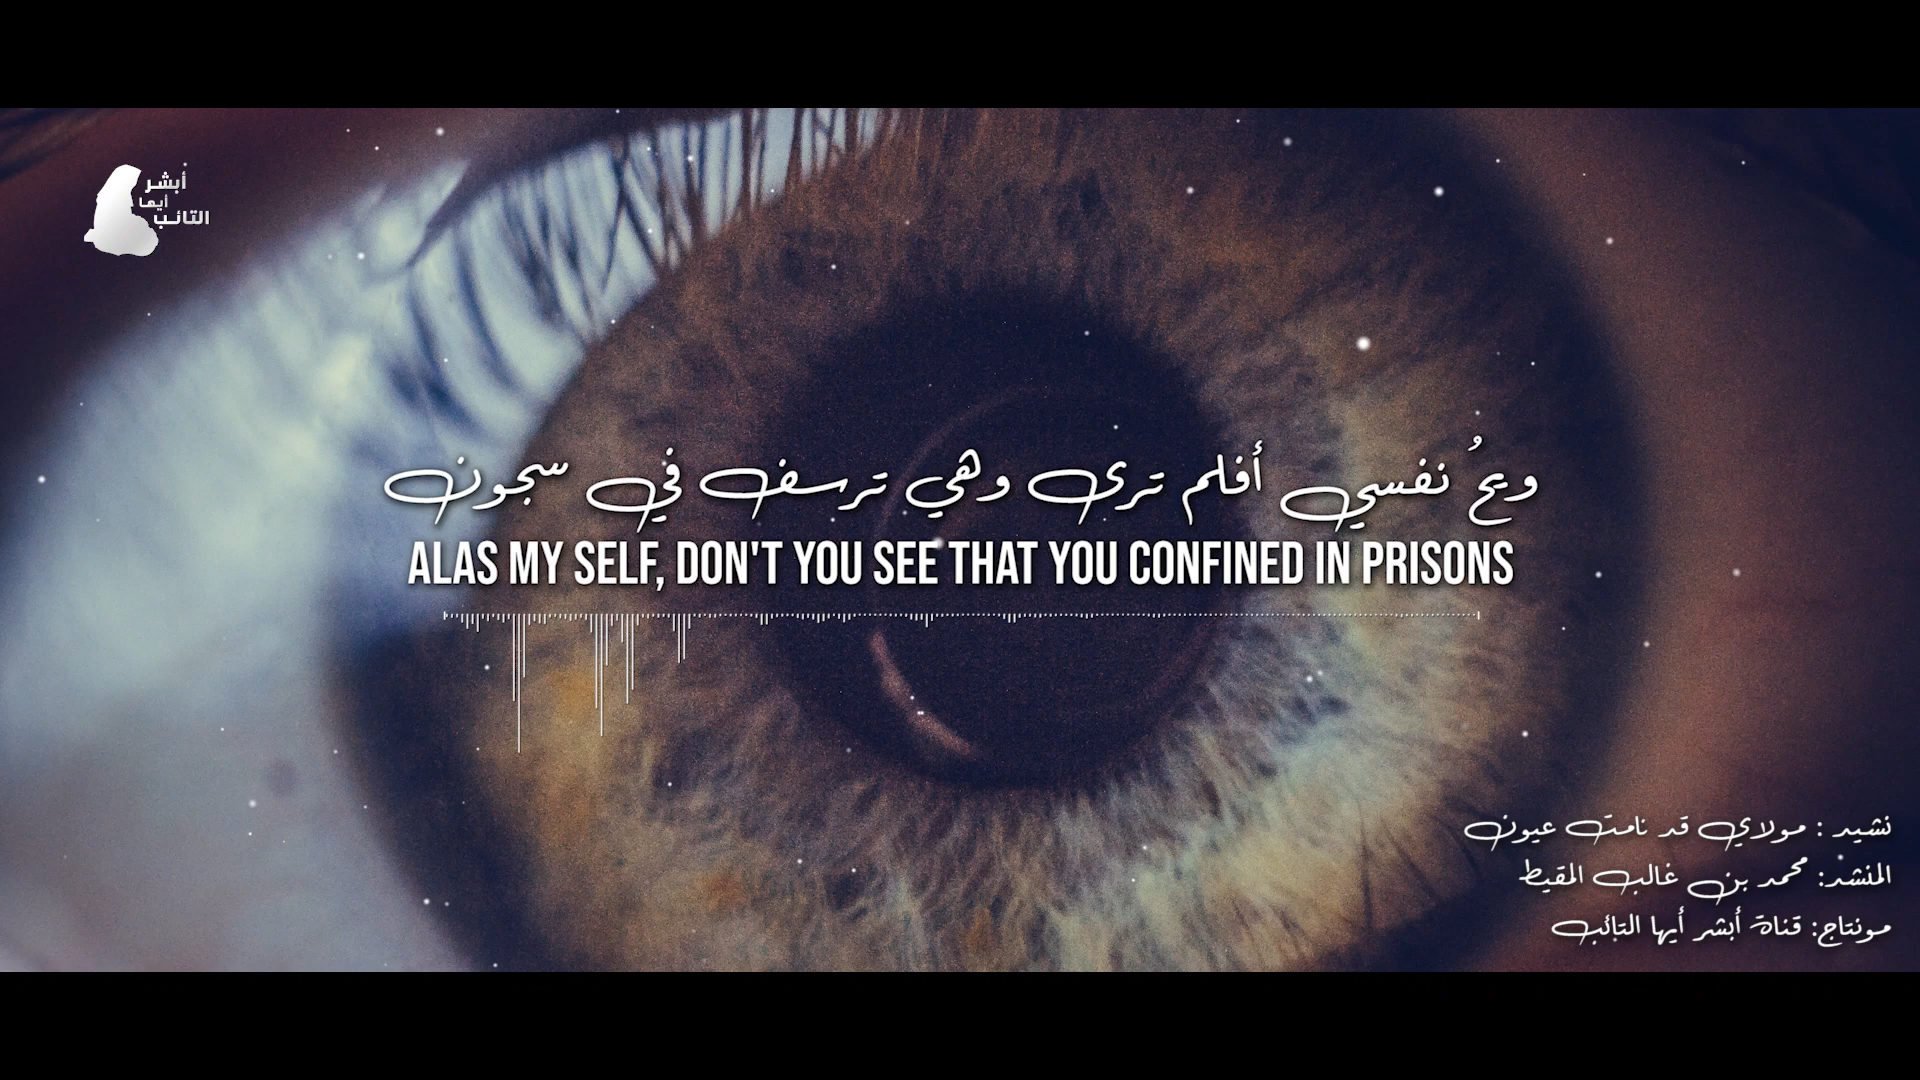 أبشر
أيها
التائب
ويحُ نفسي أفلم ترى وهي ترسف في سجون
ALAS MY SELF, DON'T YOU SEE THAT YOU CONFINED IN PRISONS
نشيد : مولاي قد نامت عيون
المنشد: محمد بن غالب المقيط
مونتاج: قناة أبشر أيها التائب